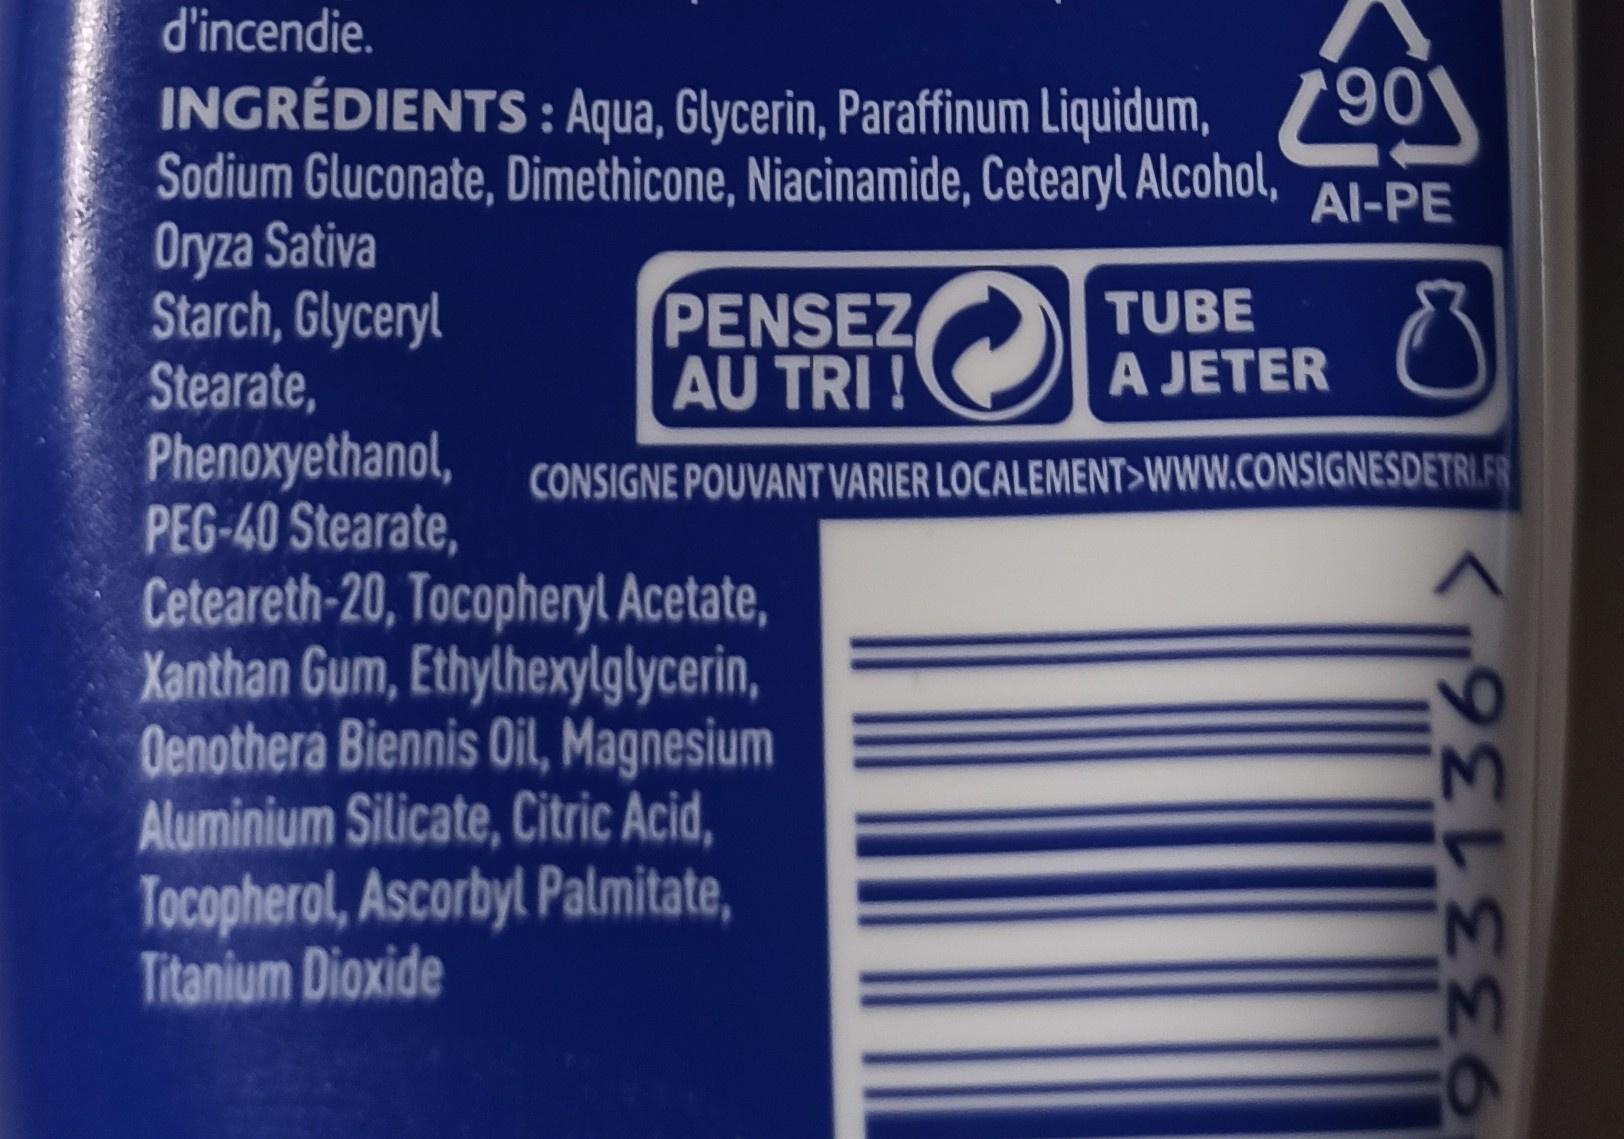 d'incendie.
INGRÉDIENTS : Aqua, Glycerin, Paraffinum Liquidum,
Sodium Gluconate, Dimethicone, Niacinamide, Cetearyl Alcohol,
Oryza Sativa
Starch, Glyceryl
Stearate,
Phenoxyethanol,
PEG-40 Stearate,
Ceteareth-20, Tocopheryl Acetate,
Xanthan Gum, Ethylhexylglycerin,
Oenothera Biennis Oil, Magnesium
Aluminium Silicate, Citric Acid,
Tocopherol, Ascorbyl Palmitate,
Titanium Dioxide
90
Al-PE
PENSEZ
AU TRI !
TUBE
A JETER
CONSIGNE POUVANT VARIER LOCALEMENT>WWW.CONSIGNESDETRI.FR
933136 >